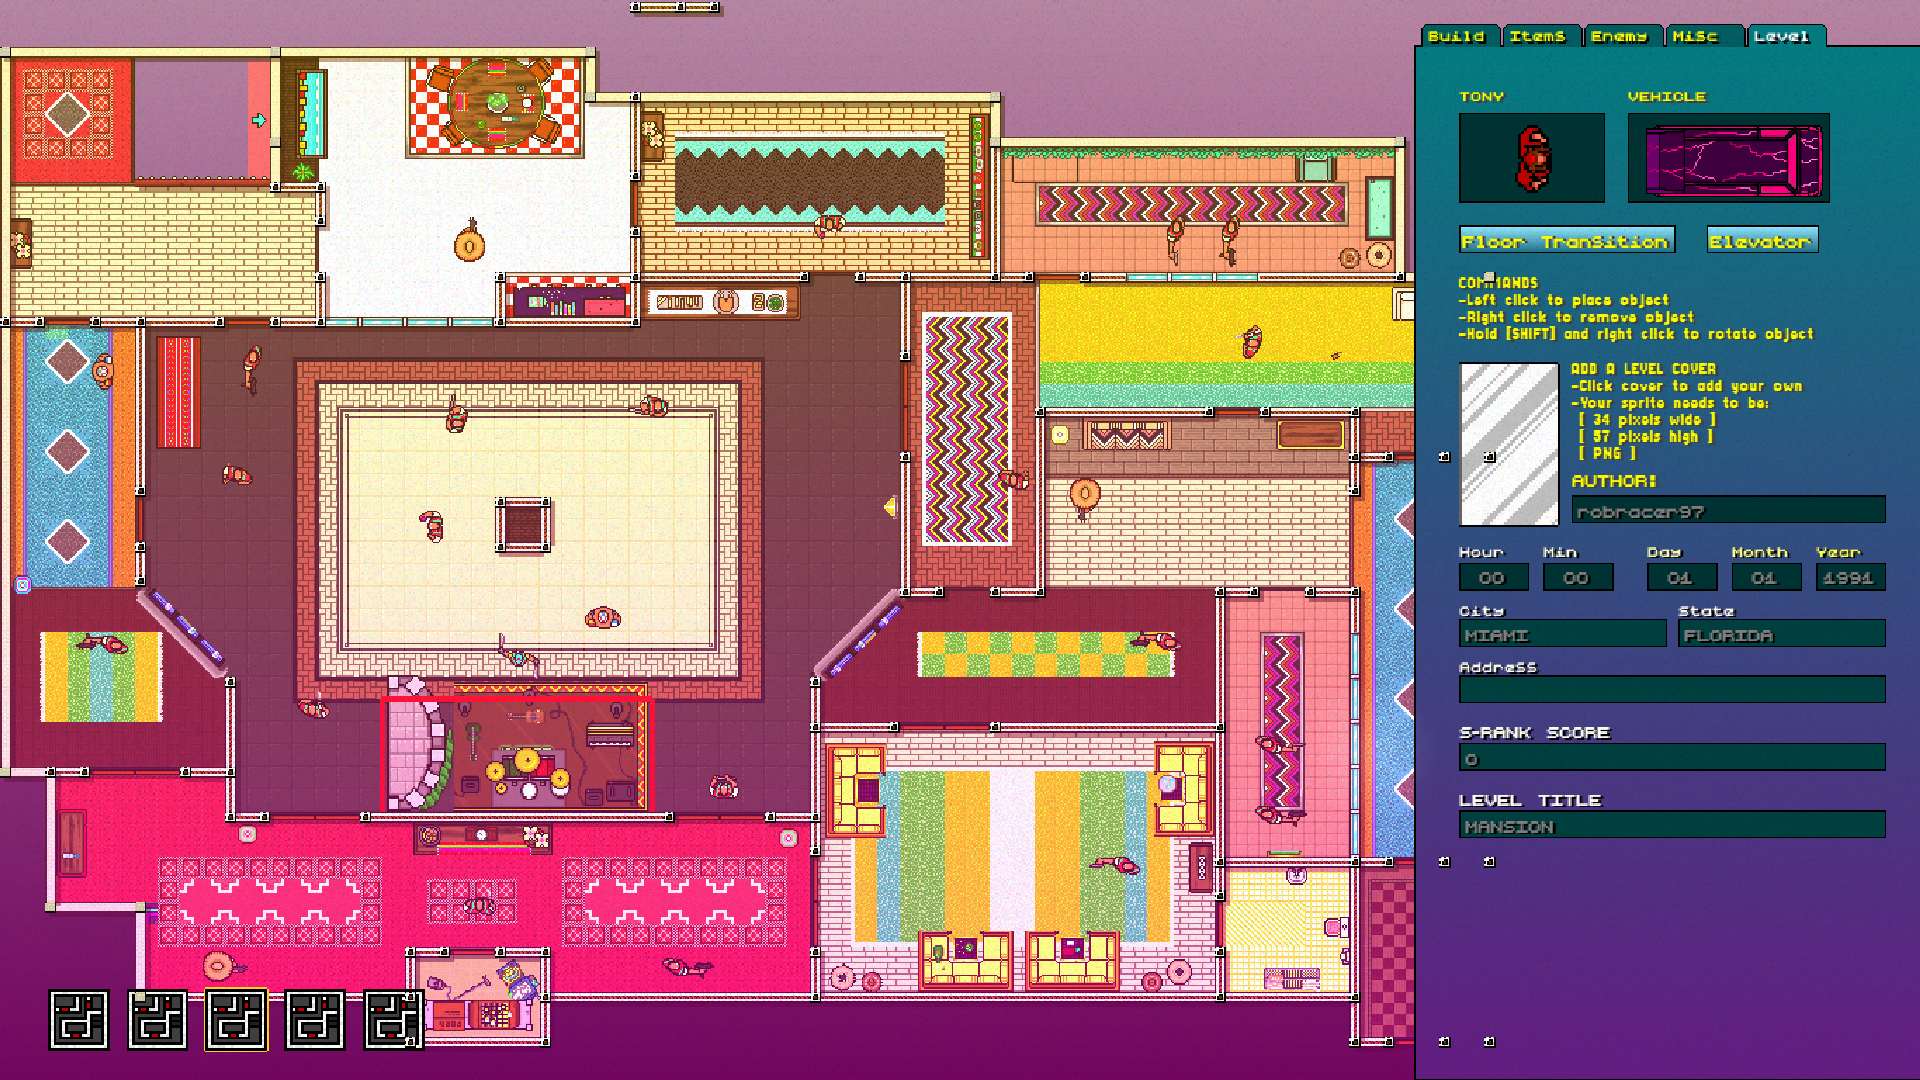 Build Items Enemy Misc Level
TONY VEHICLE
Floor Transition Elevator
COMMANDS
-Left click to place object
-Right click to remove object
-Hold [SHIFT] and right click to rotate object
ADD A LEVEL COVER
-Click cover to add your own
-Your sprite needs to be:
[ 34 pixels wide ]
[ 57 pixels high ]
[ PNG ]
AUTHOR:
robracer97
Hour Min Day Month Year
00 00 01 01 1991
City State
MIAMI FLORIDA
Address
S-RANK SCORE
0
LEVEL TITLE
MANSION